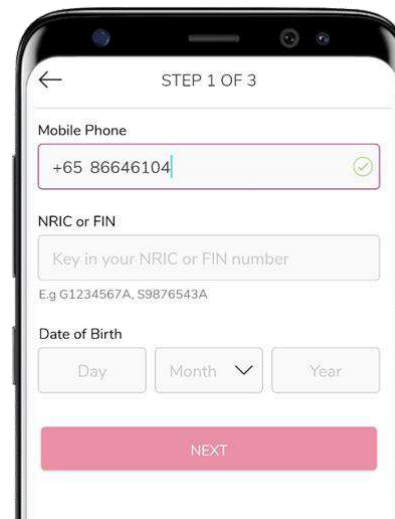 STEP 1 OF 3
Mobile Phone
+65 86646104
NRIC or FIN
Key in your NRIC or FIN number
E.g G1234567A, S9876543A
Date of Birth
Day Month Year
NEXT